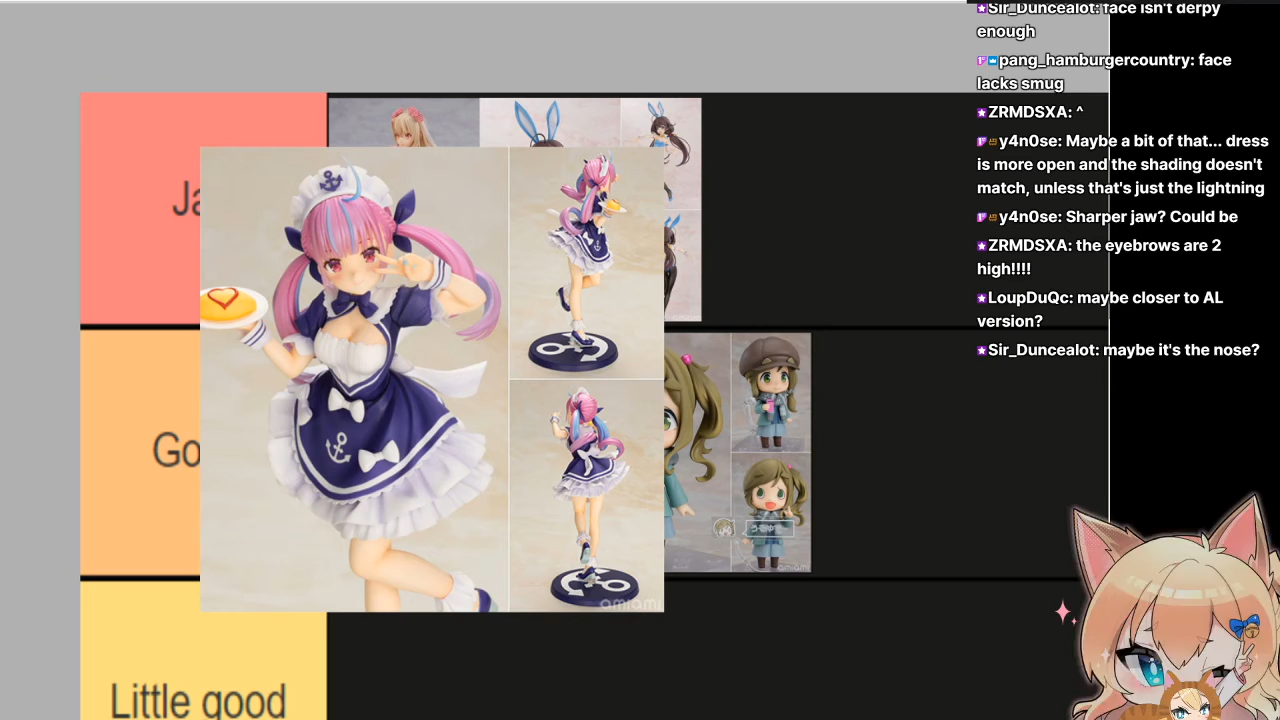 Sir_Duncealot: face isn't derpy
enough
pang_hamburgercountry: face
lacks smug
ZRMDSXA: ^
y4n0se: Maybe a bit of that... dress
is more open and the shading doesn't
match, unless that's just the lightning
y4n0se: Sharper jaw? Could be
ZRMDSXA: the eyebrows are 2
high!!!!
LoupDuQc: maybe closer to AL
version?
Sir_Duncealot: maybe it's the nose?
Ja
Go
Little good
amiami
amiami